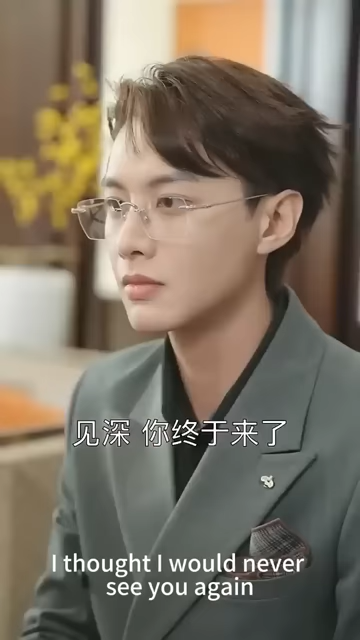 见深 你终于来了
I thought I would never
see you again